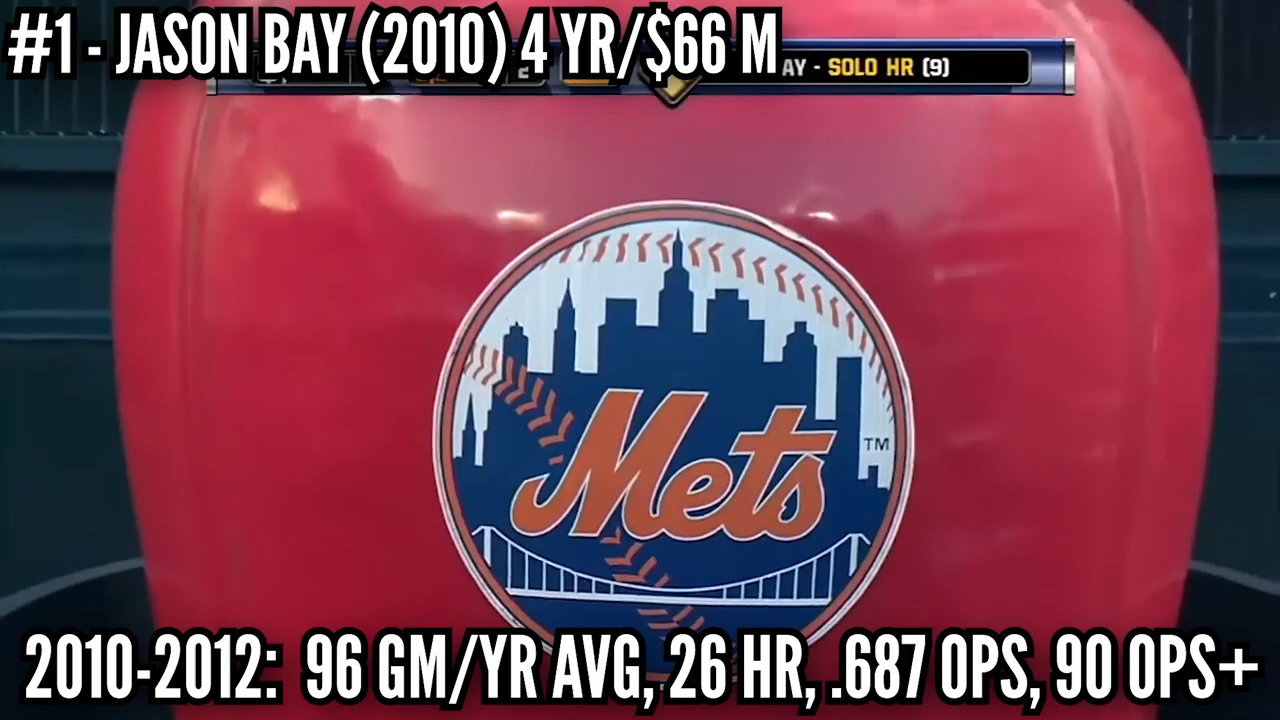 #1 - JASON BAY (2010) 4 YR/$66 M
AY - SOLO HR (9)
Mets
TM
2010-2012: 96 GM/YR AVG, 26 HR, .687 OPS, 90 OPS+